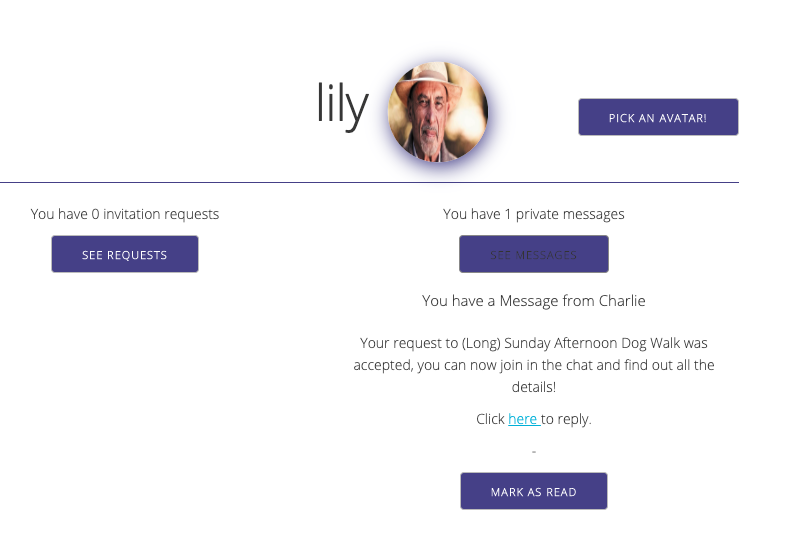 lily
PICK AN AVATAR!
You have 0 invitation requests
SEE REQUESTS
You have 1 private messages
SEE MESSAGES
You have a Message from Charlie
Your request to (Long) Sunday Afternoon Dog Walk was
accepted, you can now join in the chat and find out all the
details!
Click here to reply.
-
MARK AS READ